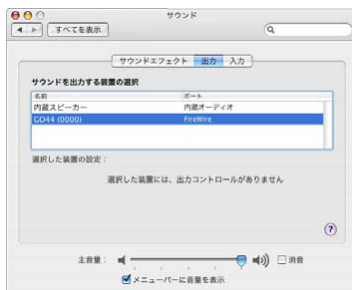 サウンド
すべてを表示
サウンドエフェクト 出力 入力
サウンドを出力する装置の選択
名前 ポート
内蔵スピーカー 内蔵オーディオ
GO44 (0000) FireWire
選択した装置の設定：
選択した装置には、出力コントロールがありません
?
主音量： 消音
メニューバーに音量を表示